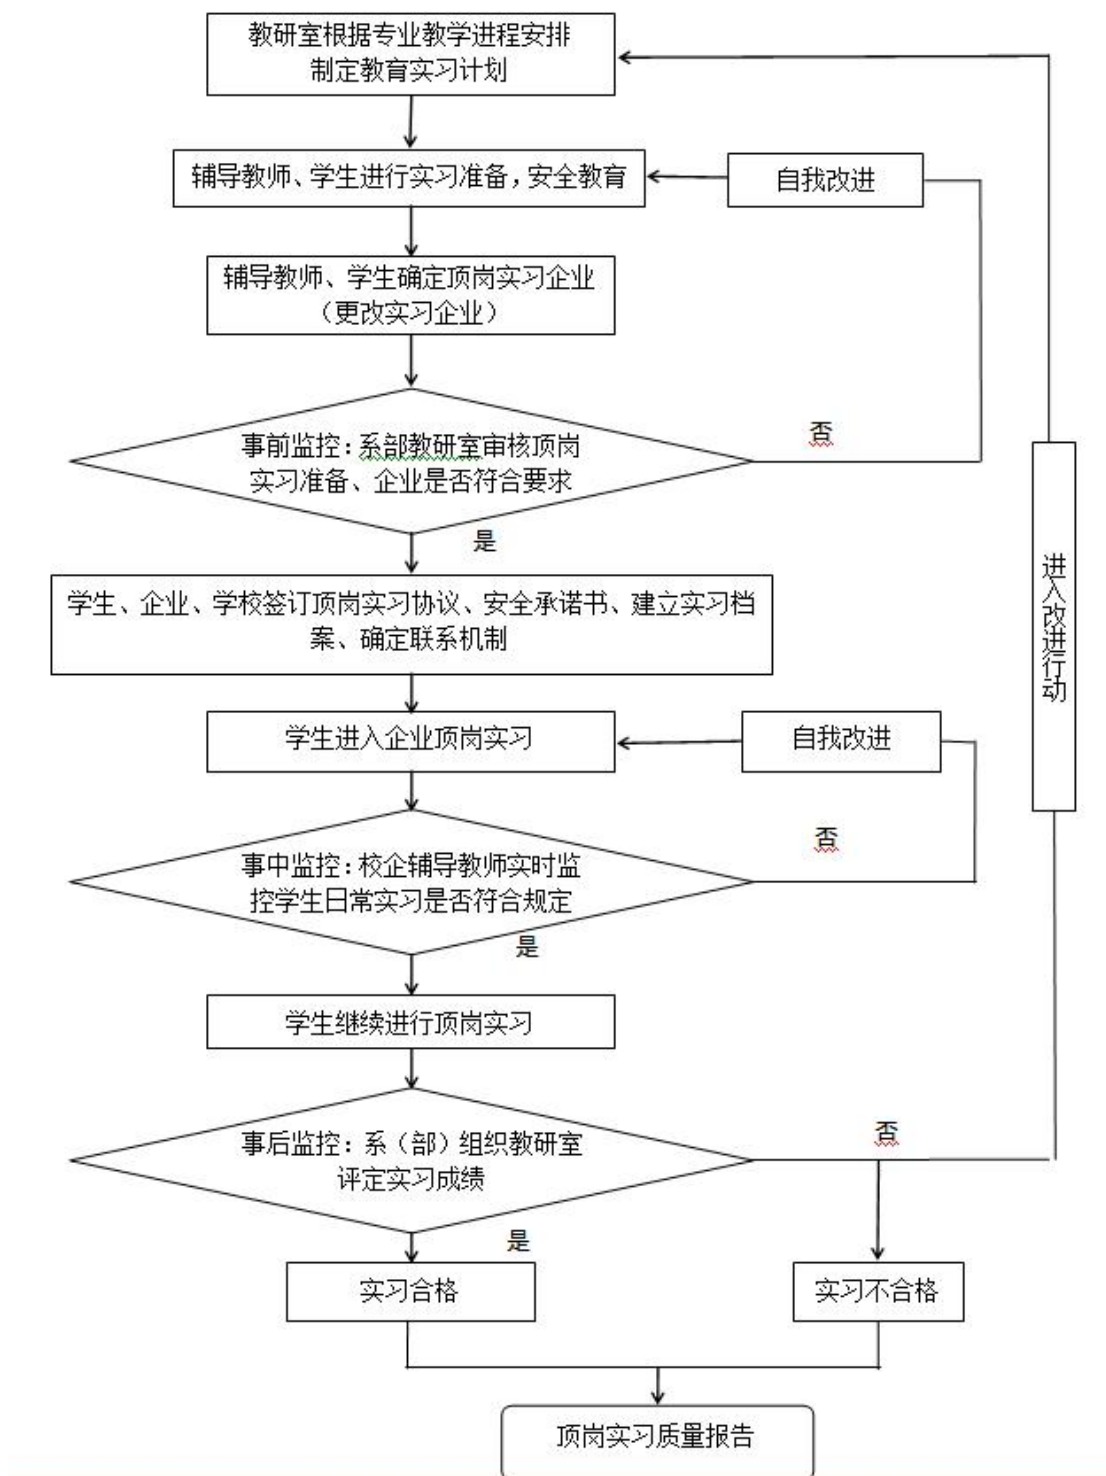 教研室根据专业教学进程安排
制定教育实习计划
辅导教师、学生进行实习准备，安全教育
自我改进
辅导教师、学生确定顶岗实习企业
（更改实习企业）
否
事前监控：系部教研室审核顶岗
实习准备、企业是否符合要求
是
进入改进行动
学生、企业、学校签订顶岗实习协议、安全承诺书、建立实习档
案、确定联系机制
学生进入企业顶岗实习
自我改进
否
事中监控：校企辅导教师实时监
控学生日常实习是否符合规定
是
学生继续进行顶岗实习
否
事后监控：系（部）组织教研室
评定实习成绩
是
实习合格
实习不合格
顶岗实习质量报告